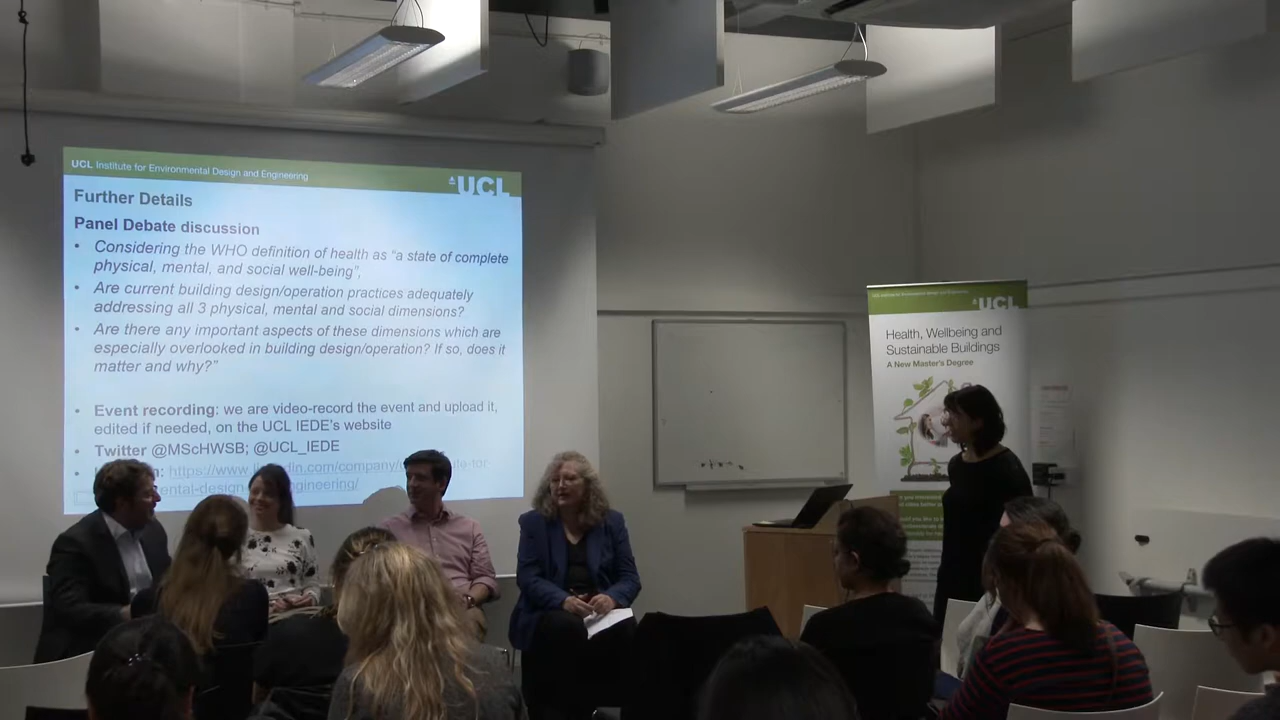 UCL Institute for Environmental Design and Engineering
UCL
Further Details
Panel Debate discussion
• Considering the WHO definition of health as “a state of complete
physical, mental, and social well-being”,
• Are current building design/operation practices adequately
addressing all 3 physical, mental and social dimensions?
• Are there any important aspects of these dimensions which are
especially overlooked in building design/operation? If so, does it
matter and why?”
• Event recording: we are video-record the event and upload it,
edited if needed, on the UCL IEDE's website
• Twitter @MScHWSB; @UCL_IEDE
https://www.
UCL
Health, Wellbeing and
Sustainable Buildings
A New Master's Degree